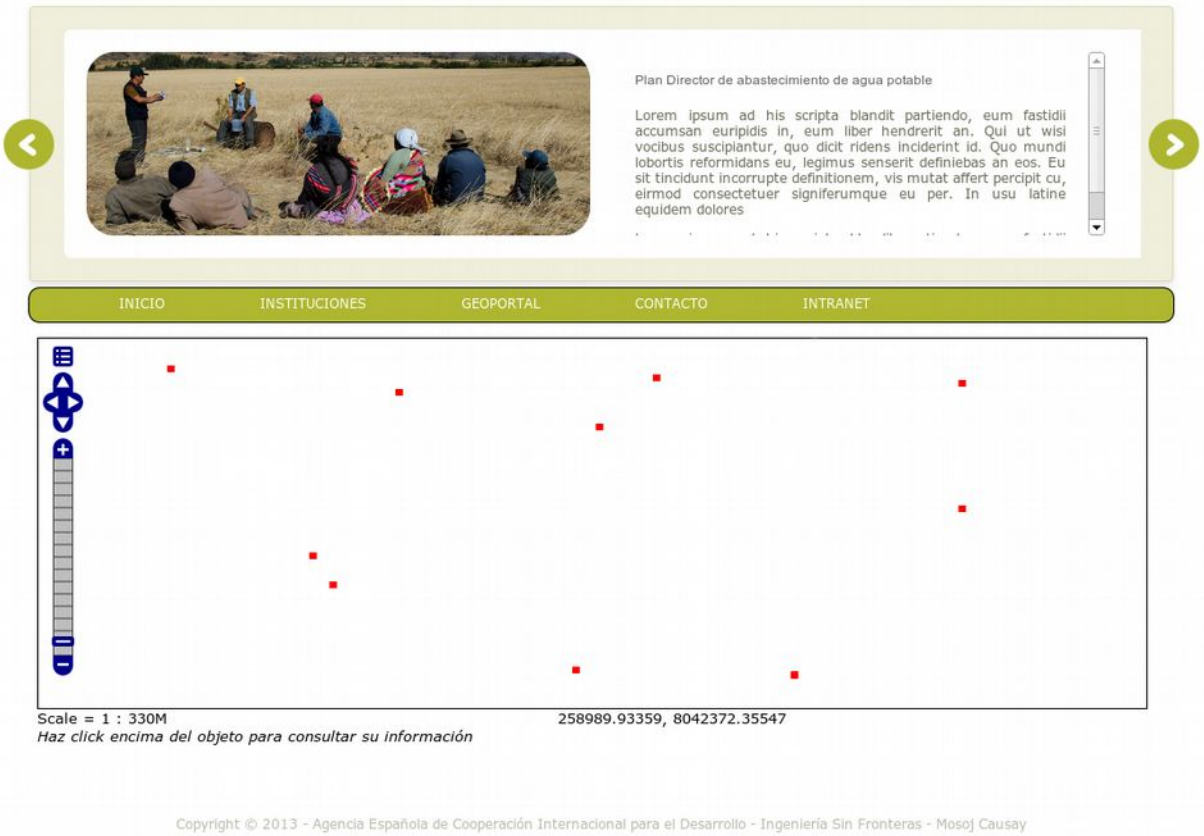 Plan Director de abastecimiento de agua potable
Lorem ipsum ad his scripta blandit partiendo, eum fastidii
accumsan euripidis in, eum liber hendrerit an. Qui ut wisi
vocibus suscipiantur, quo dicit ridens inciderint id. Quo mundi
lobortis reformidans eu, legimus senserit definiebas an eos. Eu
sit tincidunt incorrupte definitionem, vis mutat affert percipit cu,
eirmod consectetuer signiferumque eu per. In usu latine
equidem dolores
INICIO INSTITUCIONES GEOPORTAL CONTACTO INTRANET
Scale = 1 : 330M 258989.93359, 8042372.35547
Haz click encima del objeto para consultar su información
Copyright © 2013 - Agencia Española de Cooperación Internacional para el Desarrollo - Ingeniería Sin Fronteras - Mosoj Causay